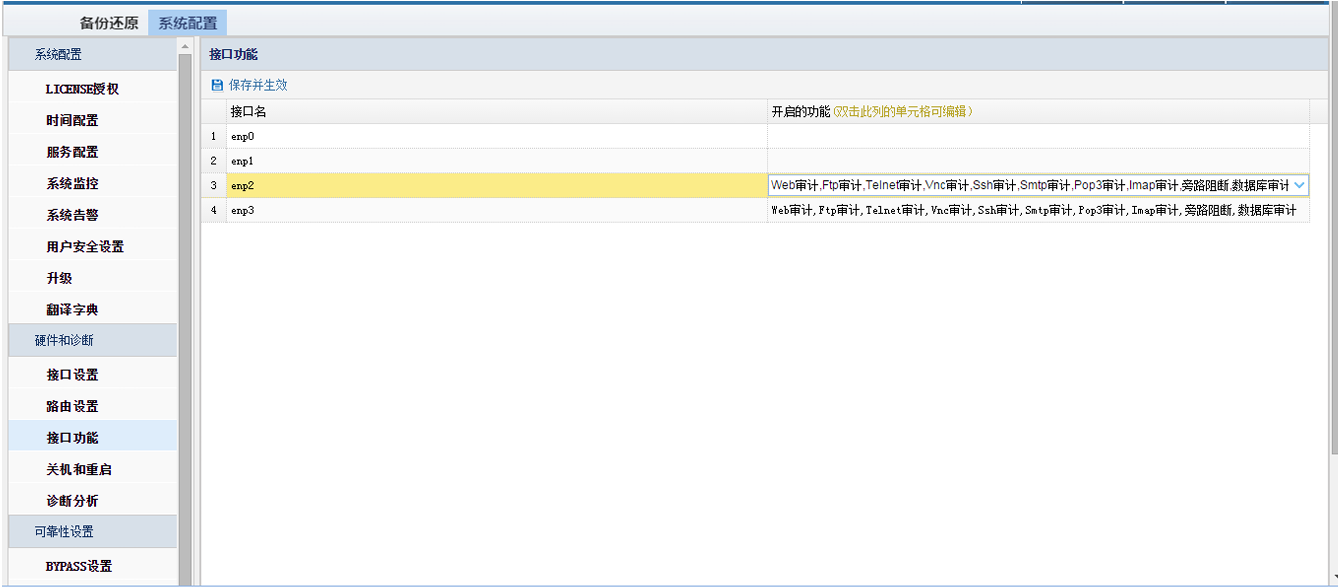 备份还原 系统配置
系统配置
LICENSE授权
时间配置
服务配置
系统监控
系统告警
用户安全设置
升级
翻译字典
硬件和诊断
接口设置
路由设置
接口功能
关机和重启
诊断分析
可靠性设置
BYPASS设置
接口功能
保存并生效
接口名 开启的功能(双击此列的单元格可编辑)
1 enp0
2 enp1
3 enp2 Web审计,Ftp审计,Telnet审计,Vnc审计,Ssh审计,Smtp审计,Pop3审计,Imap审计,旁路阻断,数据库审计
4 enp3 Web审计,Ftp审计,Telnet审计,Vnc审计,Ssh审计,Smtp审计,Pop3审计,Imap审计,旁路阻断,数据库审计